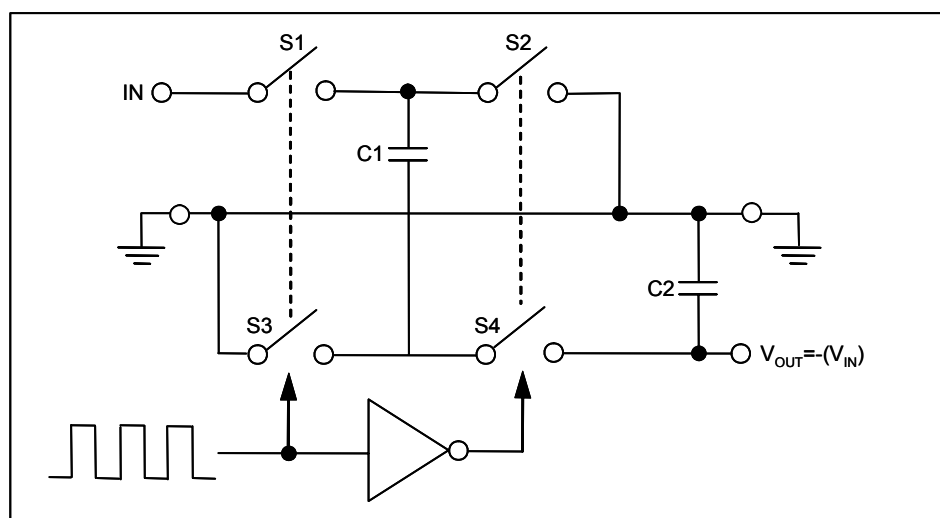 S1
S2
IN
C1
C2
S3
S4
VOUT=-(VIN)